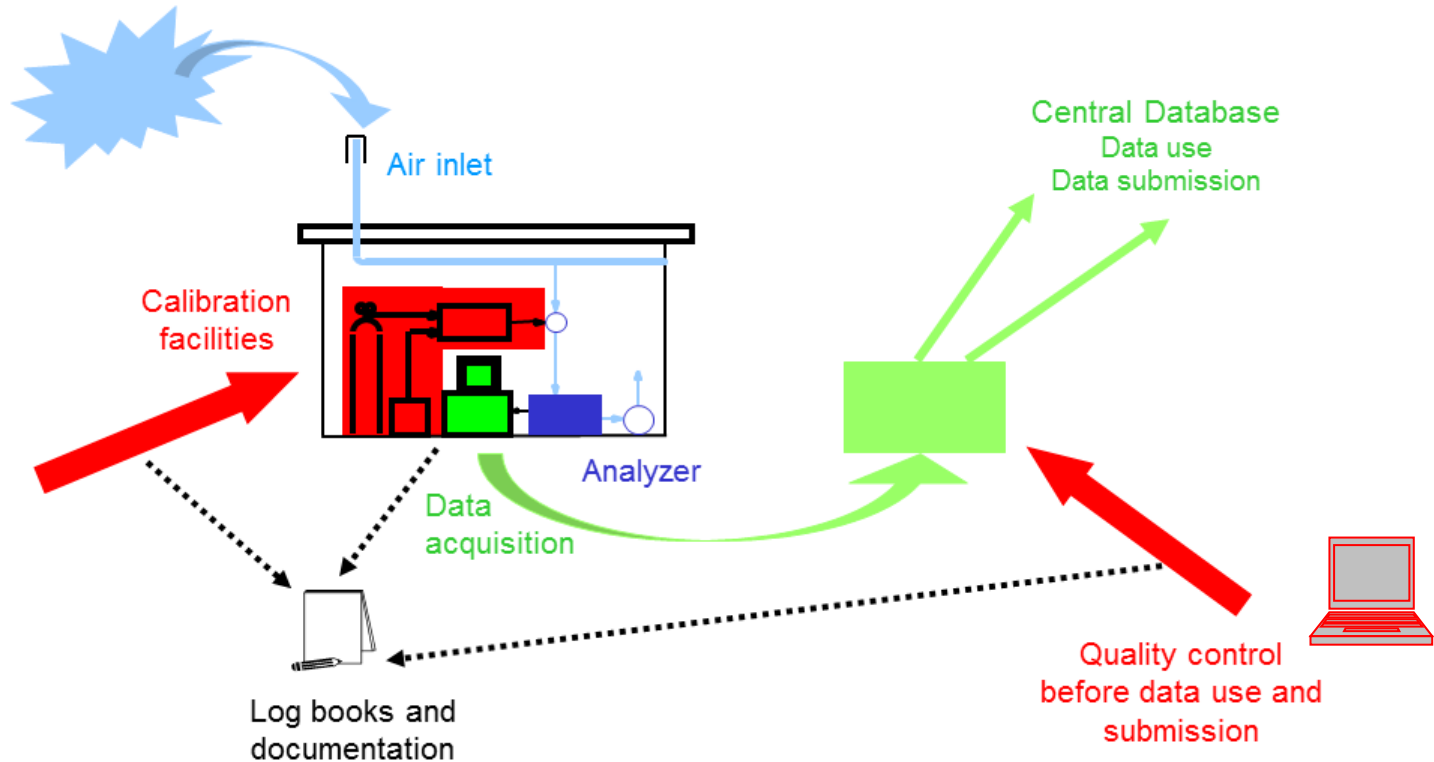 Air inlet
Central Database
Data use
Data submission
Calibration
facilities
Analyzer
Data
acquisition
Log books and
documentation
Quality control
before data use and
submission